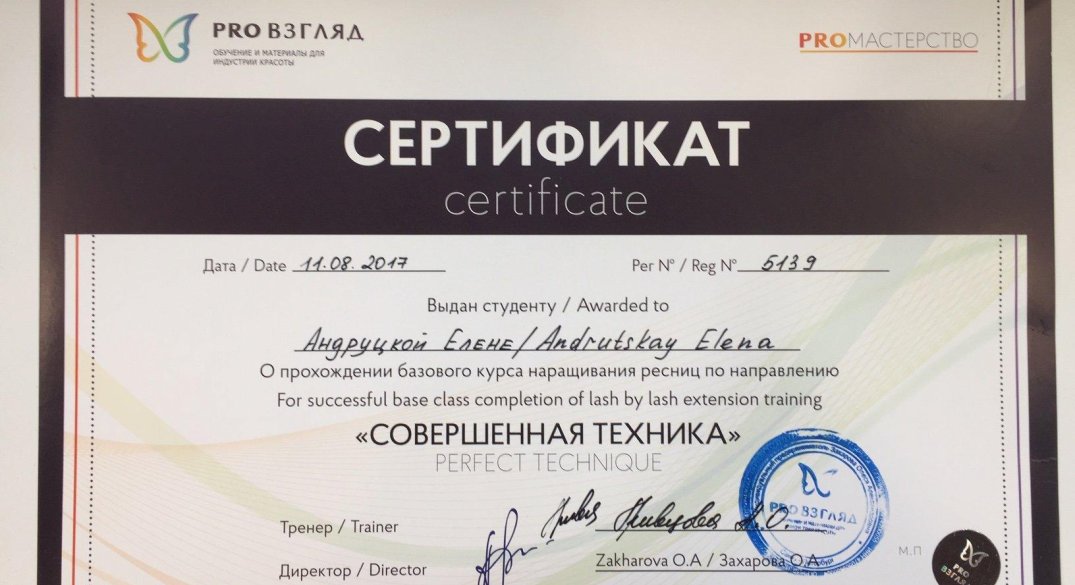 PRO ВЗГЛЯД
ОБУЧЕНИЕ И МАТЕРИАЛЫ ДЛЯ
ИНДУСТРИИ КРАСОТЫ
PROМАСТЕРСТВО
СЕРТИФИКАТ
certificate
Дата / Date 11.08.2017
Рег N° / Reg N° 5139
Выдан студенту / Awarded to
Андруцкой Елене/Andrutskay Elena
О прохождении базового курса наращивания ресниц по направлению
For successful base class completion of lash by lash extension training
«СОВЕРШЕННАЯ ТЕХНИКА»
PERFECT TECHNIQUE
PRO ВЗГЛЯД
Тренер / Trainer
Директор / Director
Zakharova O.A / Захарова О.А
М.П
PRO
ВЗГЛЯД